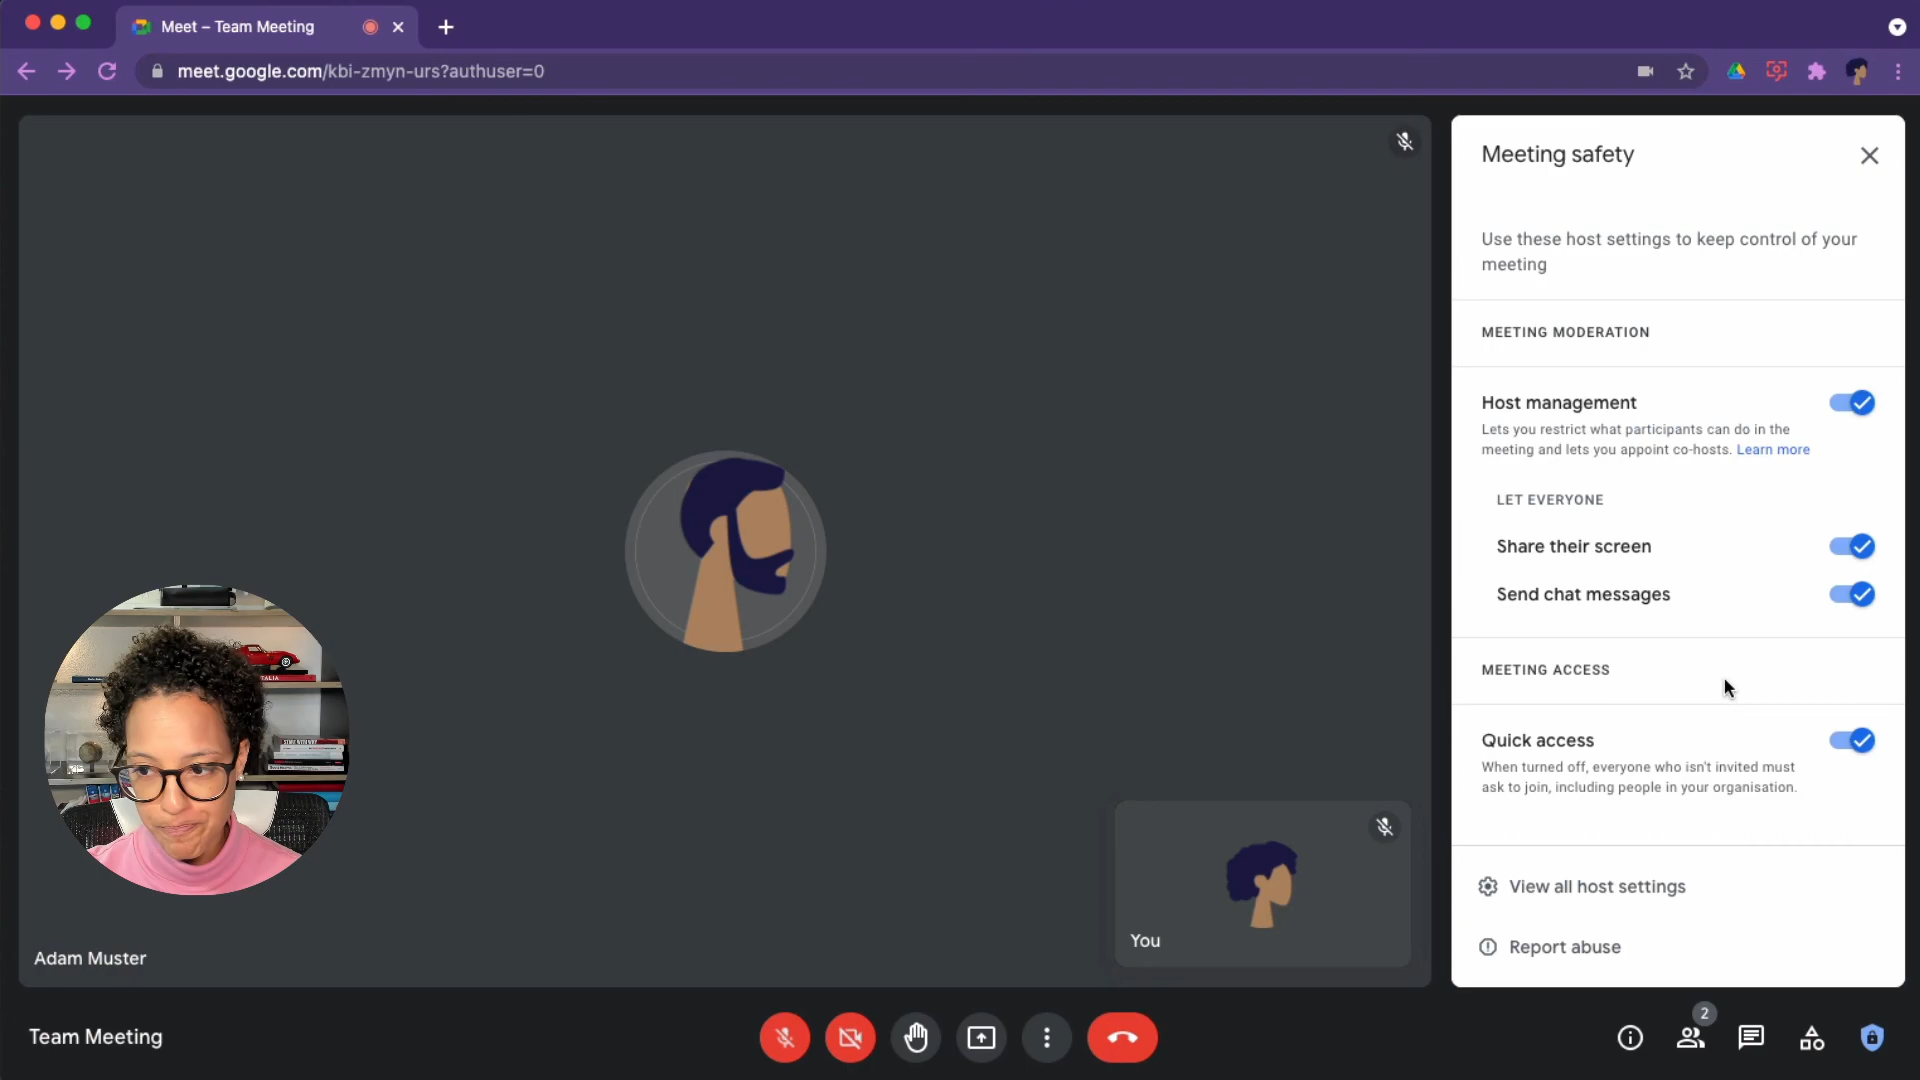 Meet – Team Meeting
meet.google.com/kbi-zmyn-urs?authuser=0
Meeting safety
Use these host settings to keep control of your
meeting
MEETING MODERATION
Host management
Lets you restrict what participants can do in the
meeting and lets you appoint co-hosts. Learn more
LET EVERYONE
Share their screen
Send chat messages
MEETING ACCESS
Quick access
When turned off, everyone who isn't invited must
ask to join, including people in your organisation.
View all host settings
Report abuse
You
Adam Muster
Team Meeting
2